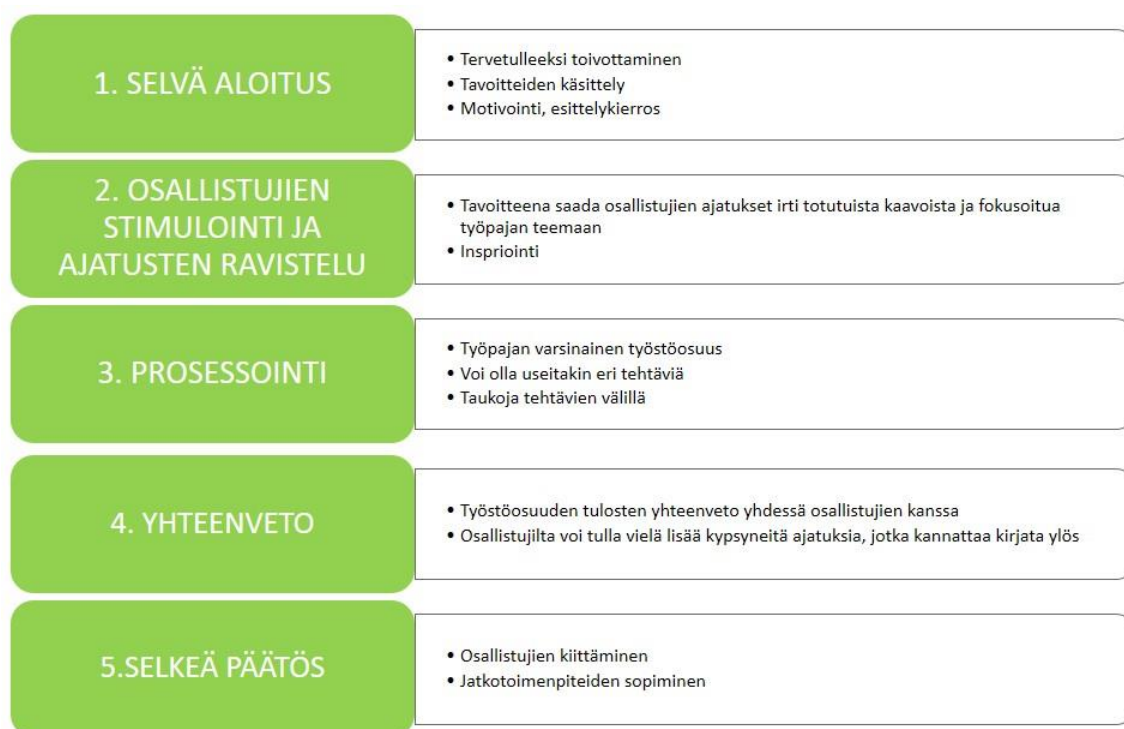 1. SELVÄ ALOITUS
• Tervetulleeksi toivottaminen
• Tavoitteiden käsittely
• Motivointi, esittelykierros
2. OSALLISTUJIEN
STIMULOINTI JA
AJATUSTEN RAVISTELU
• Tavoitteena saada osallistujien ajatukset irti totutuista kaavoista ja fokusoitua
työpajan teemaan
• Inspriointi
3. PROSESSOINTI
• Työpajan varsinainen työstöosuus
• Voi olla useitakin eri tehtäviä
• Taukoja tehtävien välillä
4. YHTEENVETO
• Työstöosuuden tulosten yhteenveto yhdessä osallistujien kanssa
• Osallistujilta voi tulla vielä lisää kypsyneitä ajatuksia, jotka kannattaa kirjata ylös
5.SELKEÄ PÄÄTÖS
• Osallistujien kiittäminen
• Jatkotoimenpiteiden sopiminen